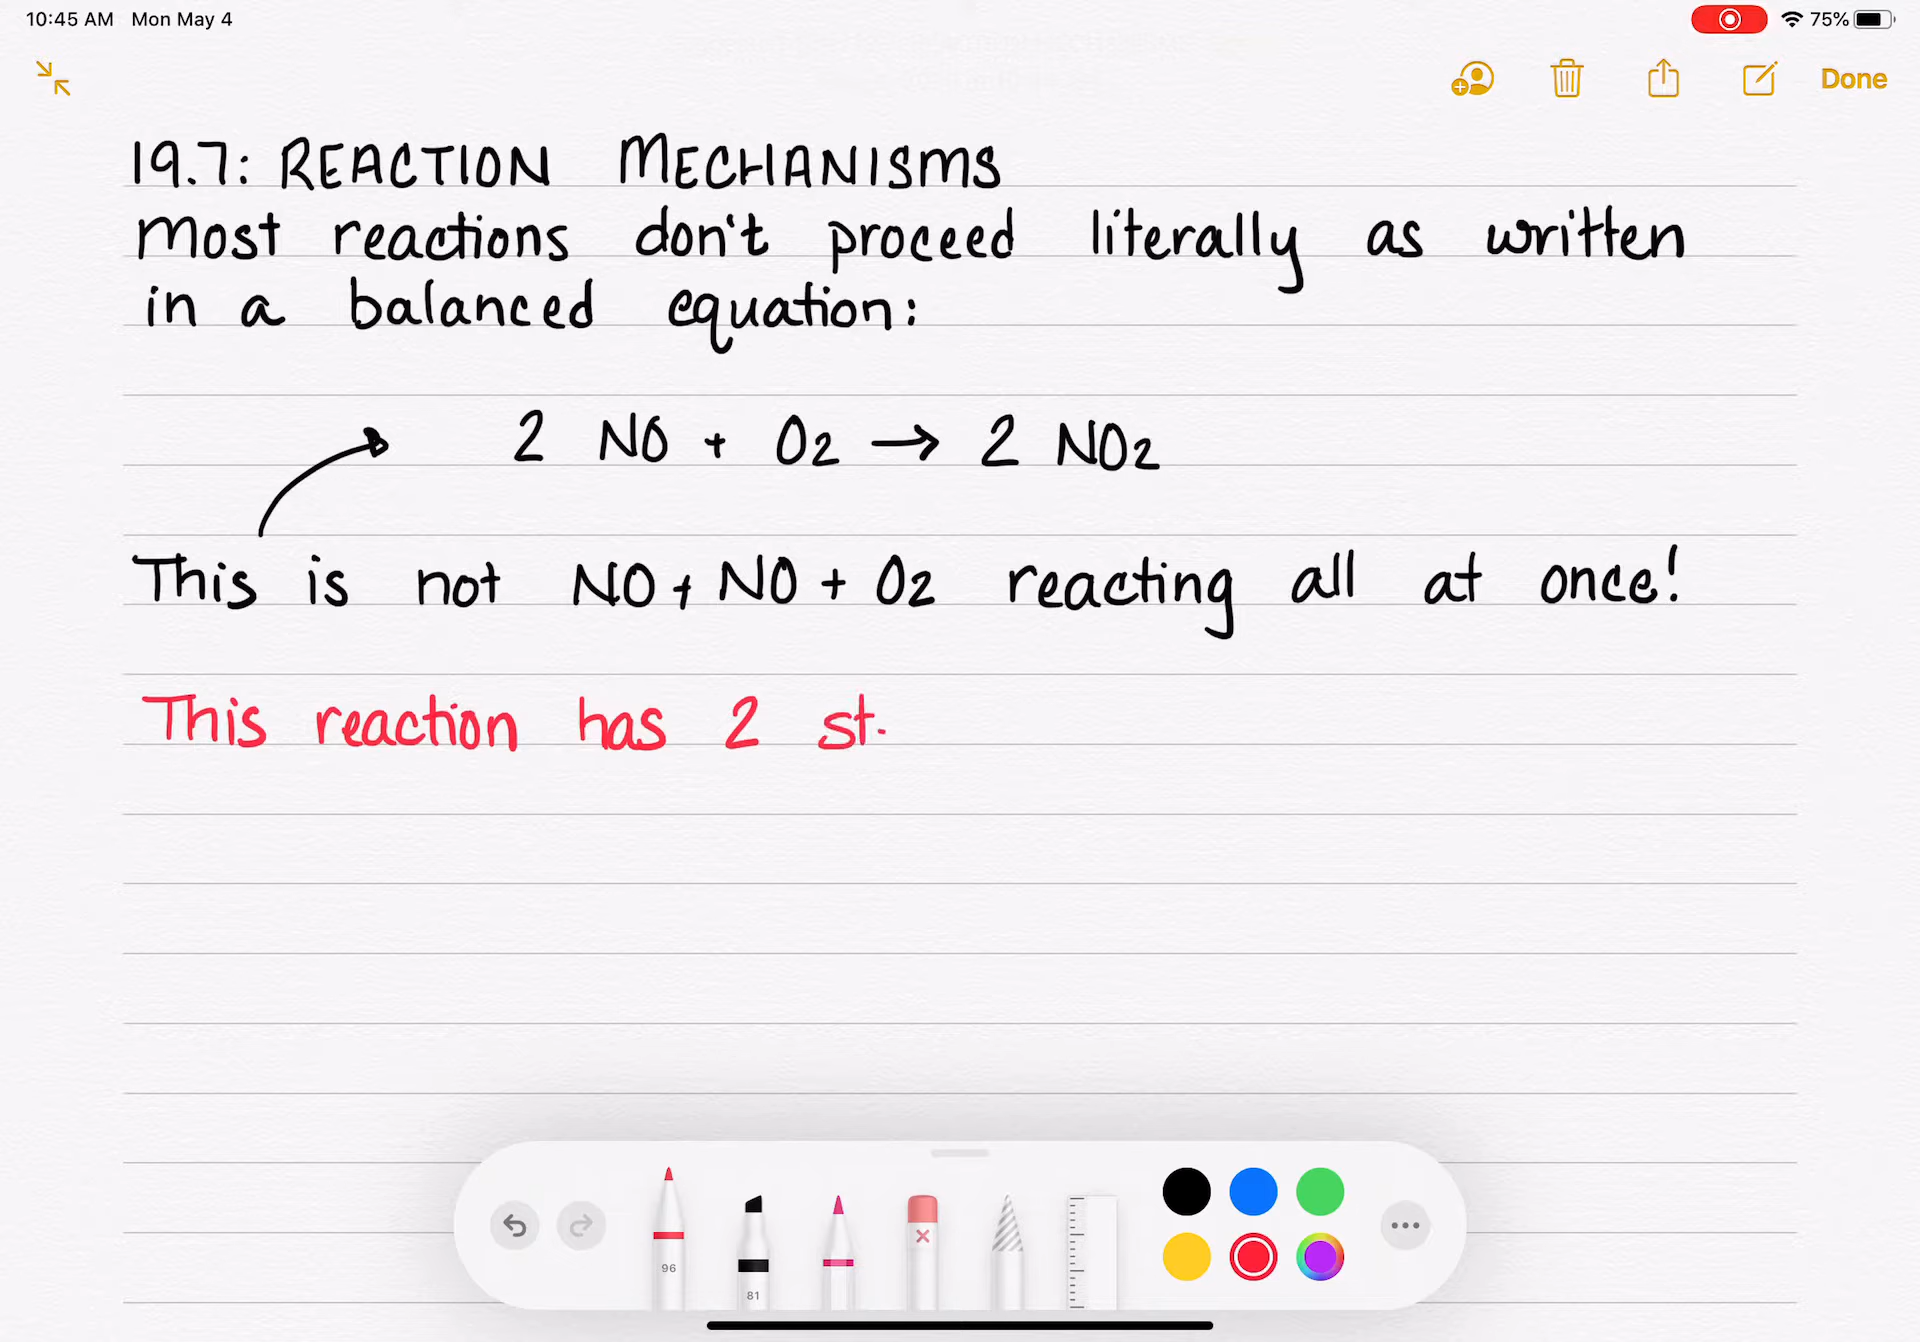 10:45 AM Mon May 4
75%
Done
19.7: REACTION MECHANISMS
Most reactions don't proceed literally as written
in a balanced equation:
2 NO + O2 → 2 NO2
This is not NO + NO + O2 reacting all at once!
This reaction has 2 st.
96
81